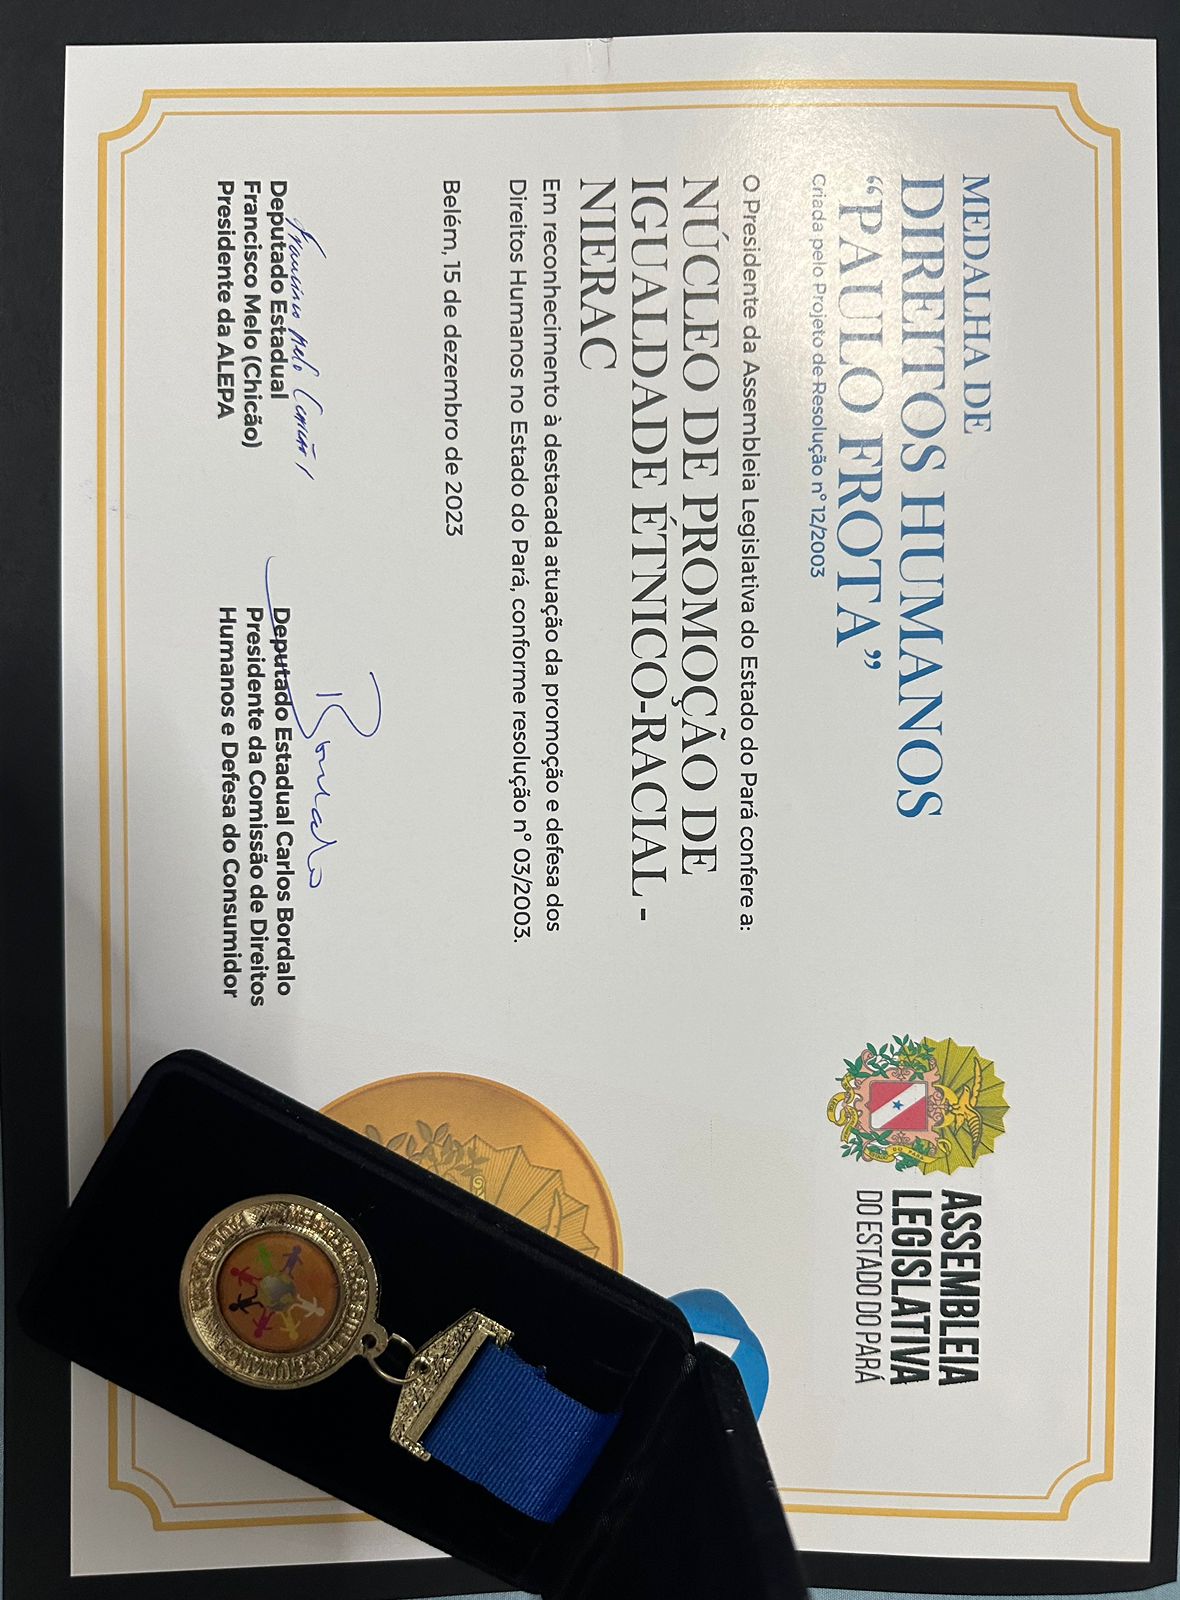 MEDALHA DE
DIREITOS HUMANOS
“PAULO FROTA”
Criada pelo Projeto de Resolução n° 12/2003
O Presidente da Assembleia Legislativa do Estado do Pará confere a:
NÚCLEO DE PROMOÇÃO DE
IGUALDADE ÉTNICO-RACIAL -
NIERAC
Em reconhecimento à destacada atuação da promoção e defesa dos
Direitos Humanos no Estado do Pará, conforme resolução n° 03/2003.
Belém, 15 de dezembro de 2023
Francisco Melo
Deputado Estadual
Francisco Melo (Chicão)
Presidente da ALEPA
Bordalo
Deputado Estadual Carlos Bordalo
Presidente da Comissão de Direitos
Humanos e Defesa do Consumidor
ASSEMBLEIA
LEGISLATIVA
DO ESTADO DO PARÁ